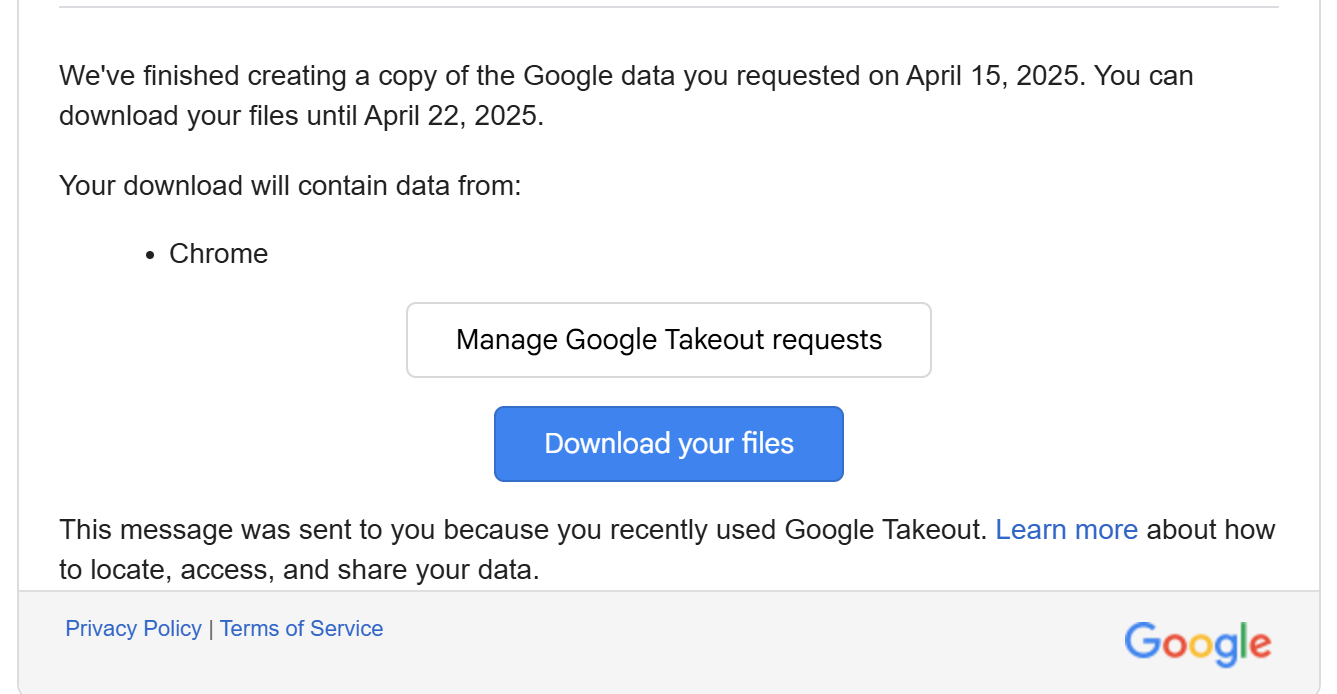 We've finished creating a copy of the Google data you requested on April 15, 2025. You can
download your files until April 22, 2025.
Your download will contain data from:
• Chrome
Manage Google Takeout requests
Download your files
This message was sent to you because you recently used Google Takeout. Learn more about how
to locate, access, and share your data.
Privacy Policy | Terms of Service
Google